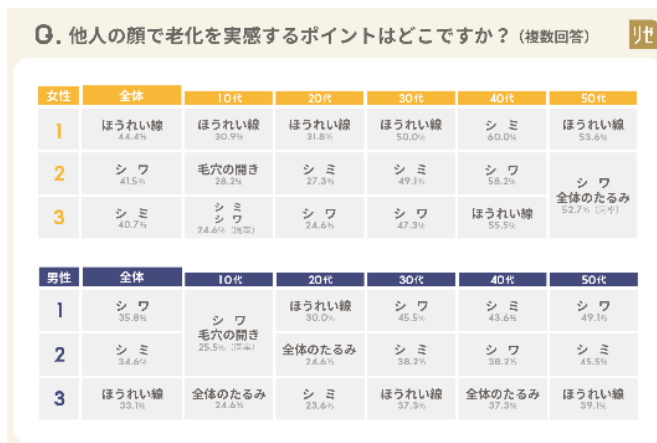 Q. 他人の顔で老化を実感するポイントはどこですか？（複数回答）
リゼ
女性 全体 10代 20代 30代 40代 50代
1 ほうれい線 ほうれい線 ほうれい線 ほうれい線 シミ ほうれい線
44.4% 30.9% 31.8% 50.0% 60.0% 53.6%
2 シワ 毛穴の開き シミ シミ シワ シワ
41.5% 28.2% 27.3% 49.1% 58.2% 全体のたるみ
52.7%（同率）
3 シミ シミ シワ シワ ほうれい線
シワ
40.7% 24.6%（同率） 24.6% 47.3% 55.5%
男性 全体 10代 20代 30代 40代 50代
1 シワ シワ ほうれい線 シワ シミ シワ
35.8% 毛穴の開き 30.0% 45.5% 43.6% 49.1%
25.5%（同率）
2 シミ 全体のたるみ シミ シワ シミ
34.6% 24.6% 38.2% 38.2% 45.5%
3 ほうれい線 全体のたるみ シミ ほうれい線 全体のたるみ ほうれい線
33.1% 24.6% 23.6% 37.3% 37.3% 39.1%